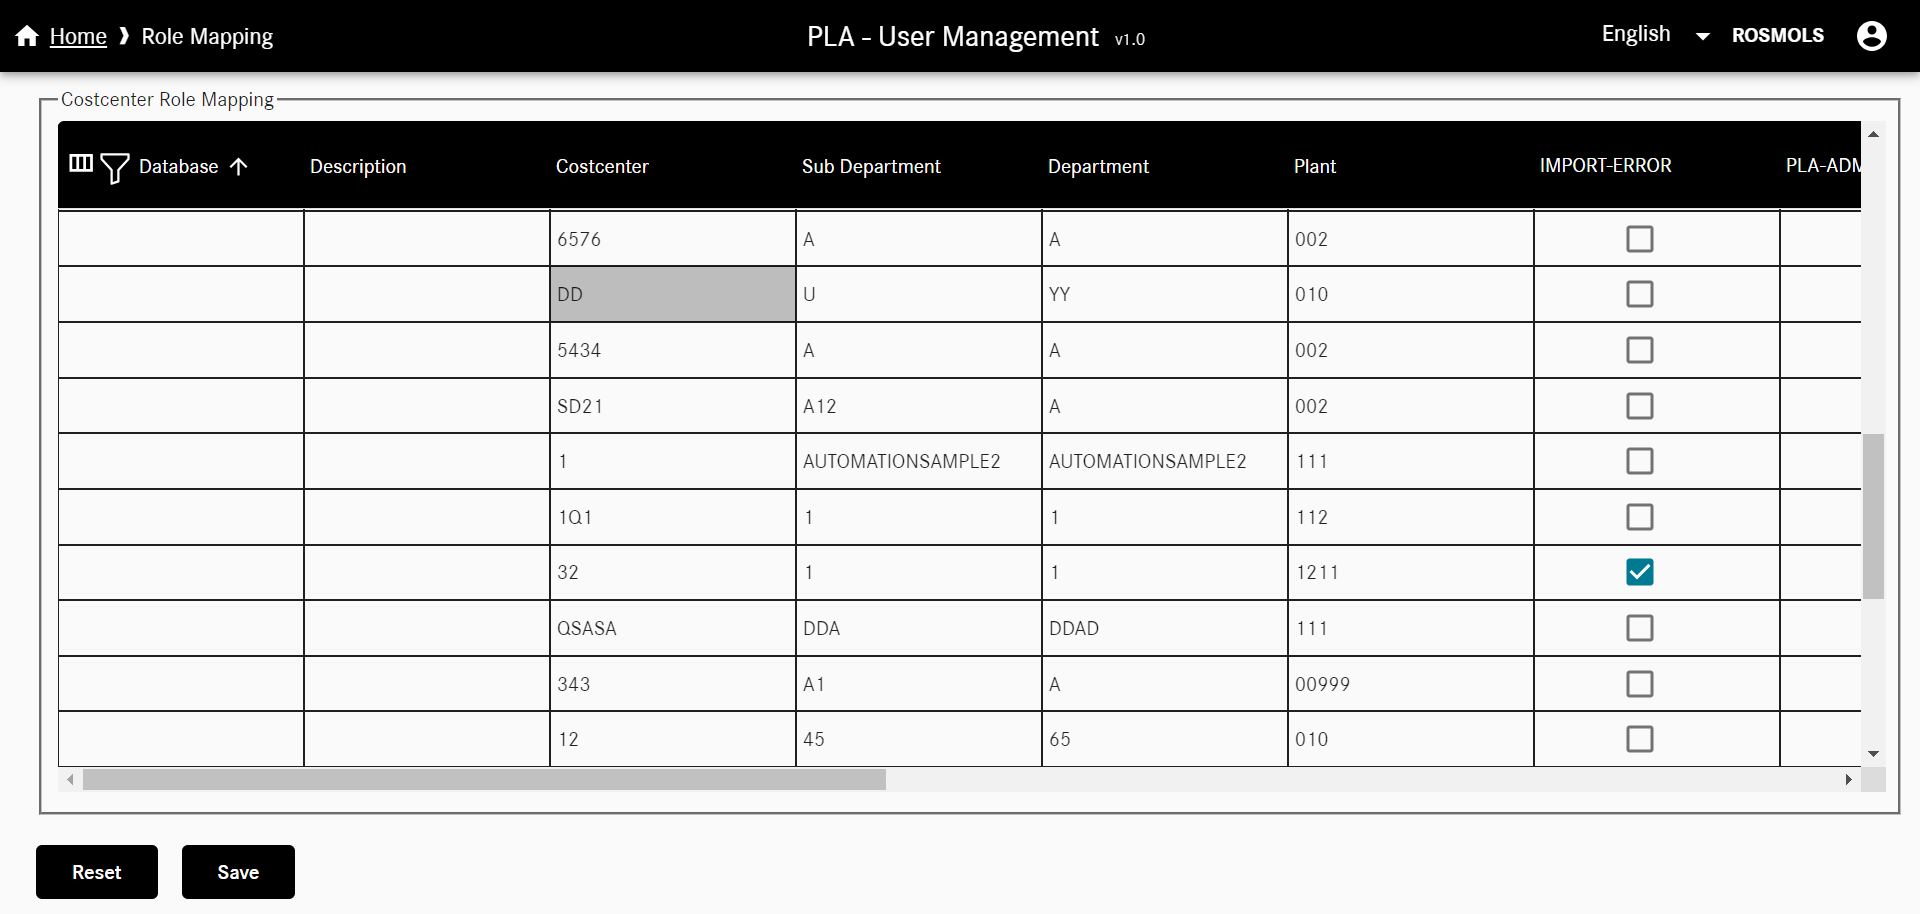 Home ❱ Role Mapping
PLA - User Management v1.0
English
ROSMOLS
Costcenter Role Mapping
Database Description Costcenter Sub Department Department Plant IMPORT-ERROR PLA-ADM
6576 A A 002
DD U YY 010
5434 A A 002
SD21 A12 A 002
1 AUTOMATIONSAMPLE2 AUTOMATIONSAMPLE2 111
1Q1 1 1 112
32 1 1 1211
QSASA DDA DDAD 111
343 A1 A 00999
12 45 65 010
Reset Save